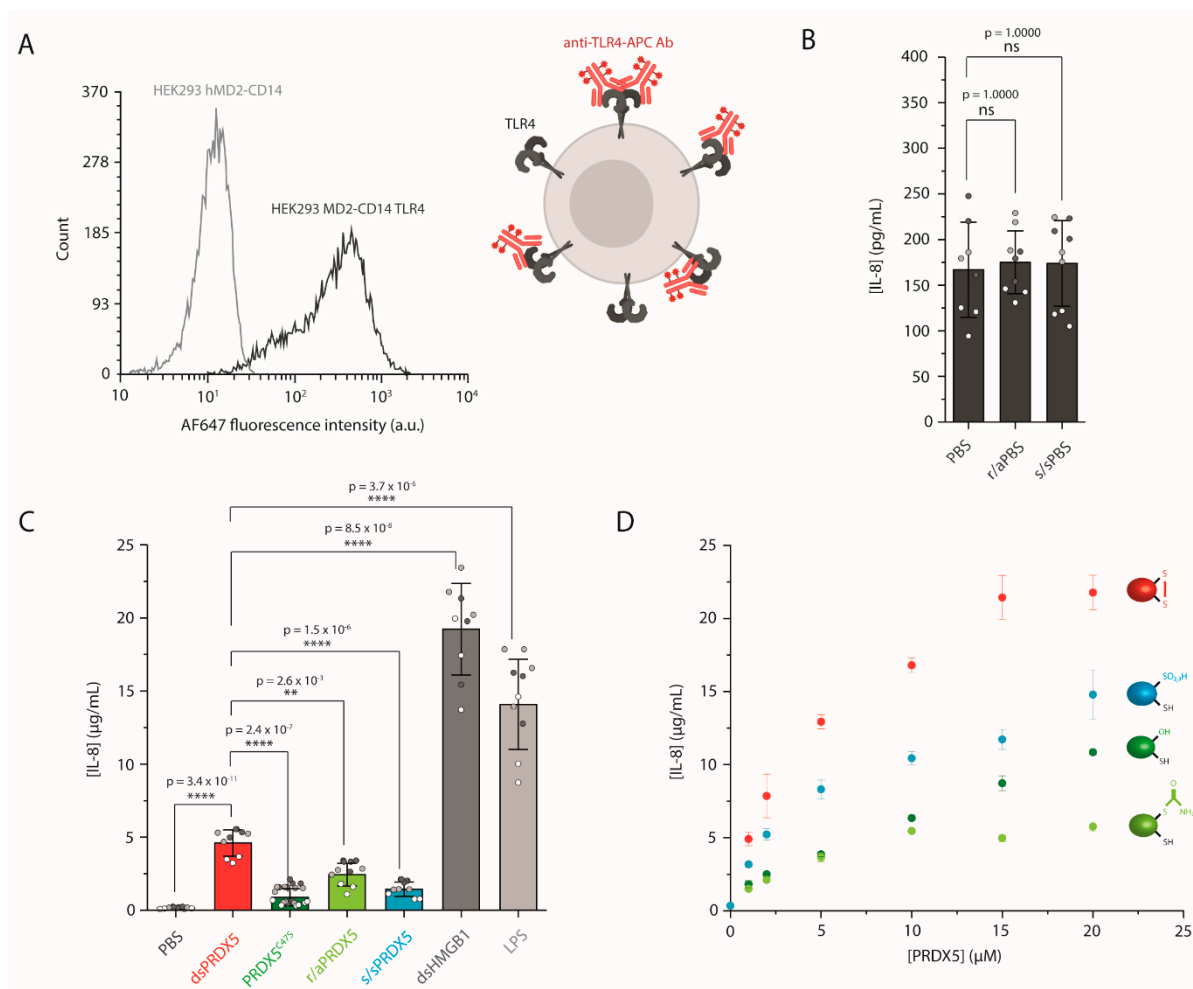 A
anti-TLR4-APC Ab
HEK293 hMD2-CD14
TLR4
HEK293 MD2-CD14 TLR4
370
278
185
93
0
Count
10
10¹
10²
10³
10⁴
AF647 fluorescence intensity (a.u.)
B
p = 1.0000
ns
p = 1.0000
ns
400
350
300
250
200
150
100
50
0
[IL-8] (pg/mL)
PBS
r/aPBS
s/sPBS
C
p = 3.7 x 10⁻⁶
****
p = 8.5 x 10⁻⁸
****
p = 1.5 x 10⁻⁶
****
p = 2.6 x 10⁻³
**
p = 2.4 x 10⁻⁷
****
p = 3.4 x 10⁻¹¹
****
25
20
15
10
5
0
[IL-8] (µg/mL)
PBS
dsPRDX5
PRDX5ᶜ⁴⁷ˢ
r/aPRDX5
s/sPRDX5
dsHMGB1
LPS
D
25
20
15
10
5
0
[IL-8] (µg/mL)
S
S
SO₂,₃H
SH
OH
SH
O
S
NH₂
SH
0
5
10
15
20
25
[PRDX5] (µM)